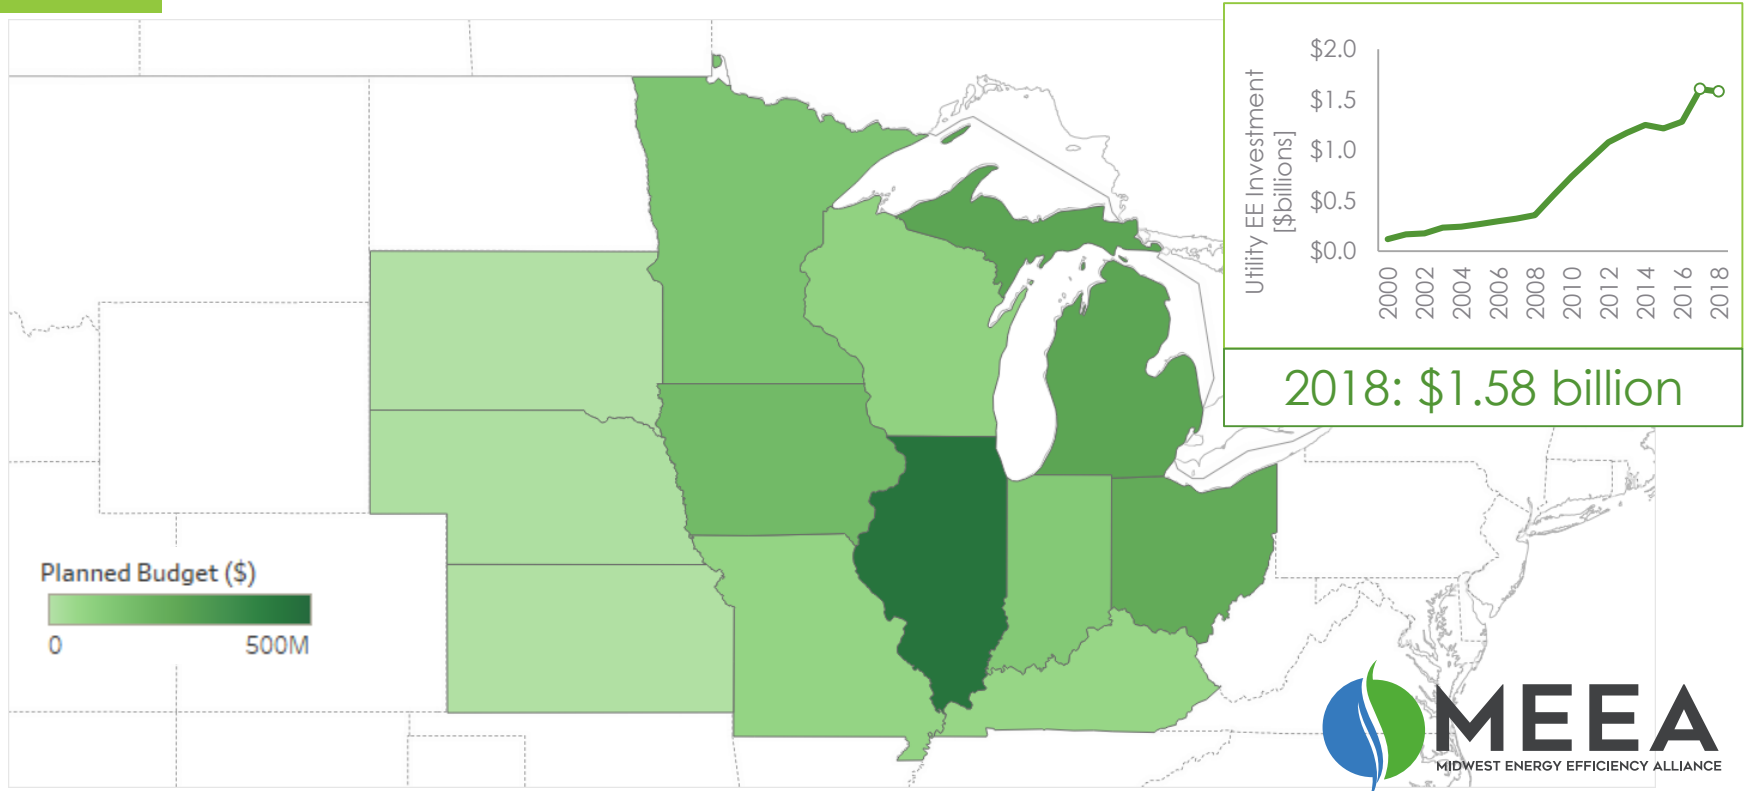 $2.0
$1.5
$1.0
$0.5
$0.0
Utility EE Investment
[$billions]
2000
2002
2004
2006
2008
2010
2012
2014
2016
2018
2018: $1.58 billion
Planned Budget ($)
0
500M
MEEA
MIDWEST ENERGY EFFICIENCY ALLIANCE